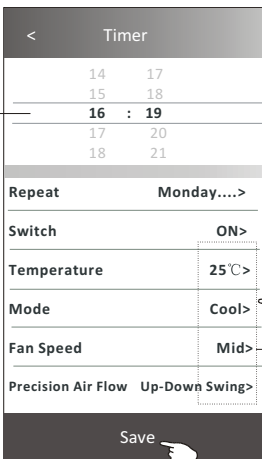 < Timer
14 17
15 18
16 : 19
17 20
18 21
Repeat Monday....>
Switch ON>
Temperature 25℃>
Mode Cool>
Fan Speed Mid>
Precision Air Flow Up-Down Swing>
Save